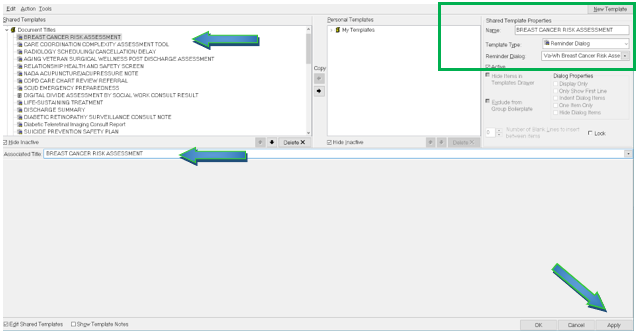 Edit Action Tools
New Template
Shared Templates
Personal Templates
Shared Template Properties
Document Titles
BREAST CANCER RISK ASSESSMENT
CARE COORDINATION COMPLEXITY ASSESSMENT TOOL
RADIOLOGY SCHEDULING/CANCELLATION/ DELAY
AGING VETERAN SURGICAL WELLNESS POST DISCHARGE ASSESSMENT
RELATIONSHIP HEALTH AND SAFETY SCREEN
NADA ACUPUNCTURE/ACUPRESSURE NOTE
COPD CARE CHART REVIEW REFERRAL
SCI/D EMERGENCY PREPAREDNESS
DIGITAL DIVIDE ASSESSMENT BY SOCIAL WORK CONSULT RESULT
LIFE-SUSTAINING TREATMENT
DISCHARGE SUMMARY
DIABETIC RETINOPATHY SURVEILLANCE CONSULT NOTE
Diabetic Teleretinal Imaging Consult Report
SUICIDE PREVENTION SAFETY PLAN
Copy
My Templates
Name: BREAST CANCER RISK ASSESSMENT
Template Type: Reminder Dialog
Reminder Dialog: Va-Wh Breast Cancer Risk Asse
Active
Hide Items in Templates Drawer
Exclude from Group Boilerplate
Dialog Properties
Display Only
Only Show First Line
Indent Dialog Items
One Item Only
Hide Dialog Items
0 Number of Blank Lines to insert between items
Lock
Hide Inactive
Delete X
Hide Inactive
Delete X
Associated Title: BREAST CANCER RISK ASSESSMENT
Edit Shared Templates Show Template Notes
OK Cancel Apply